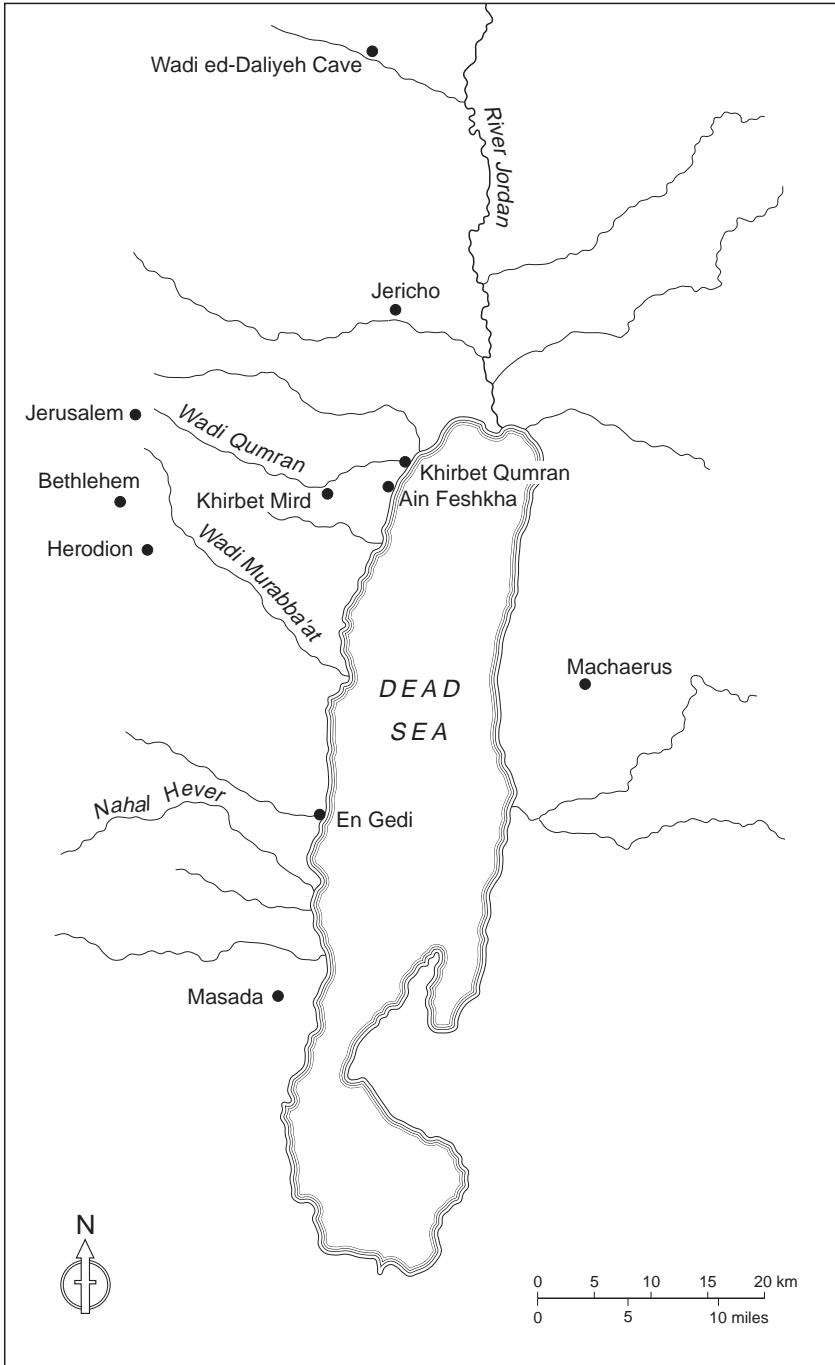 Wadi ed-Daliyeh Cave
River Jordan
Jericho
Jerusalem
Wadi Qumran
Khirbet Qumran
Bethlehem
Khirbet Mird
Ain Feshkha
Herodion
Wadi Murabba'at
Machaerus
DEAD
SEA
Nahal Hever
En Gedi
Masada
N
0 5 10 15 20 km
0 5 10 miles